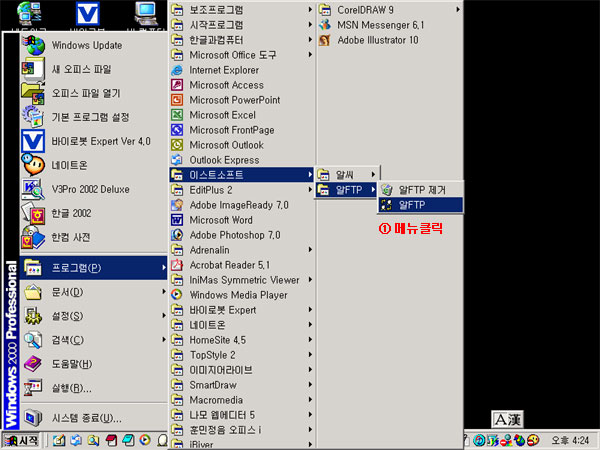 Windows Update
새 오피스 파일
오피스 파일 열기
기본 프로그램 설정
바이로봇 Expert Ver 4,0
네이트온
V3Pro 2002 Deluxe
한글 2002
한컴 사전
프로그램(P)
문서(D)
설정(S)
검색(C)
도움말(H)
실행(R)...
시스템 종료(U)...
Windows 2000 Professional
보조프로그램
시작프로그램
한글과컴퓨터
Microsoft Office 도구
Internet Explorer
Microsoft Access
Microsoft PowerPoint
Microsoft Excel
Microsoft FrontPage
Microsoft Outlook
Outlook Express
이스트소프트
EditPlus 2
Adobe ImageReady 7,0
Microsoft Word
Adobe Photoshop 7,0
Adrenalin
Acrobat Reader 5,1
IniMas Symmetric Viewer
Windows Media Player
바이로봇 Expert
네이트온
HomeSite 4,5
TopStyle 2
이미지어라이브
SmartDraw
Macromedia
나모 웹에디터 5
훈민정음 오피스 i
iRiver
CorelDRAW 9
MSN Messenger 6,1
Adobe Illustrator 10
알씨
알FTP
알FTP 제거
알FTP
① 메뉴클릭
A漢
시작
오후 4:24